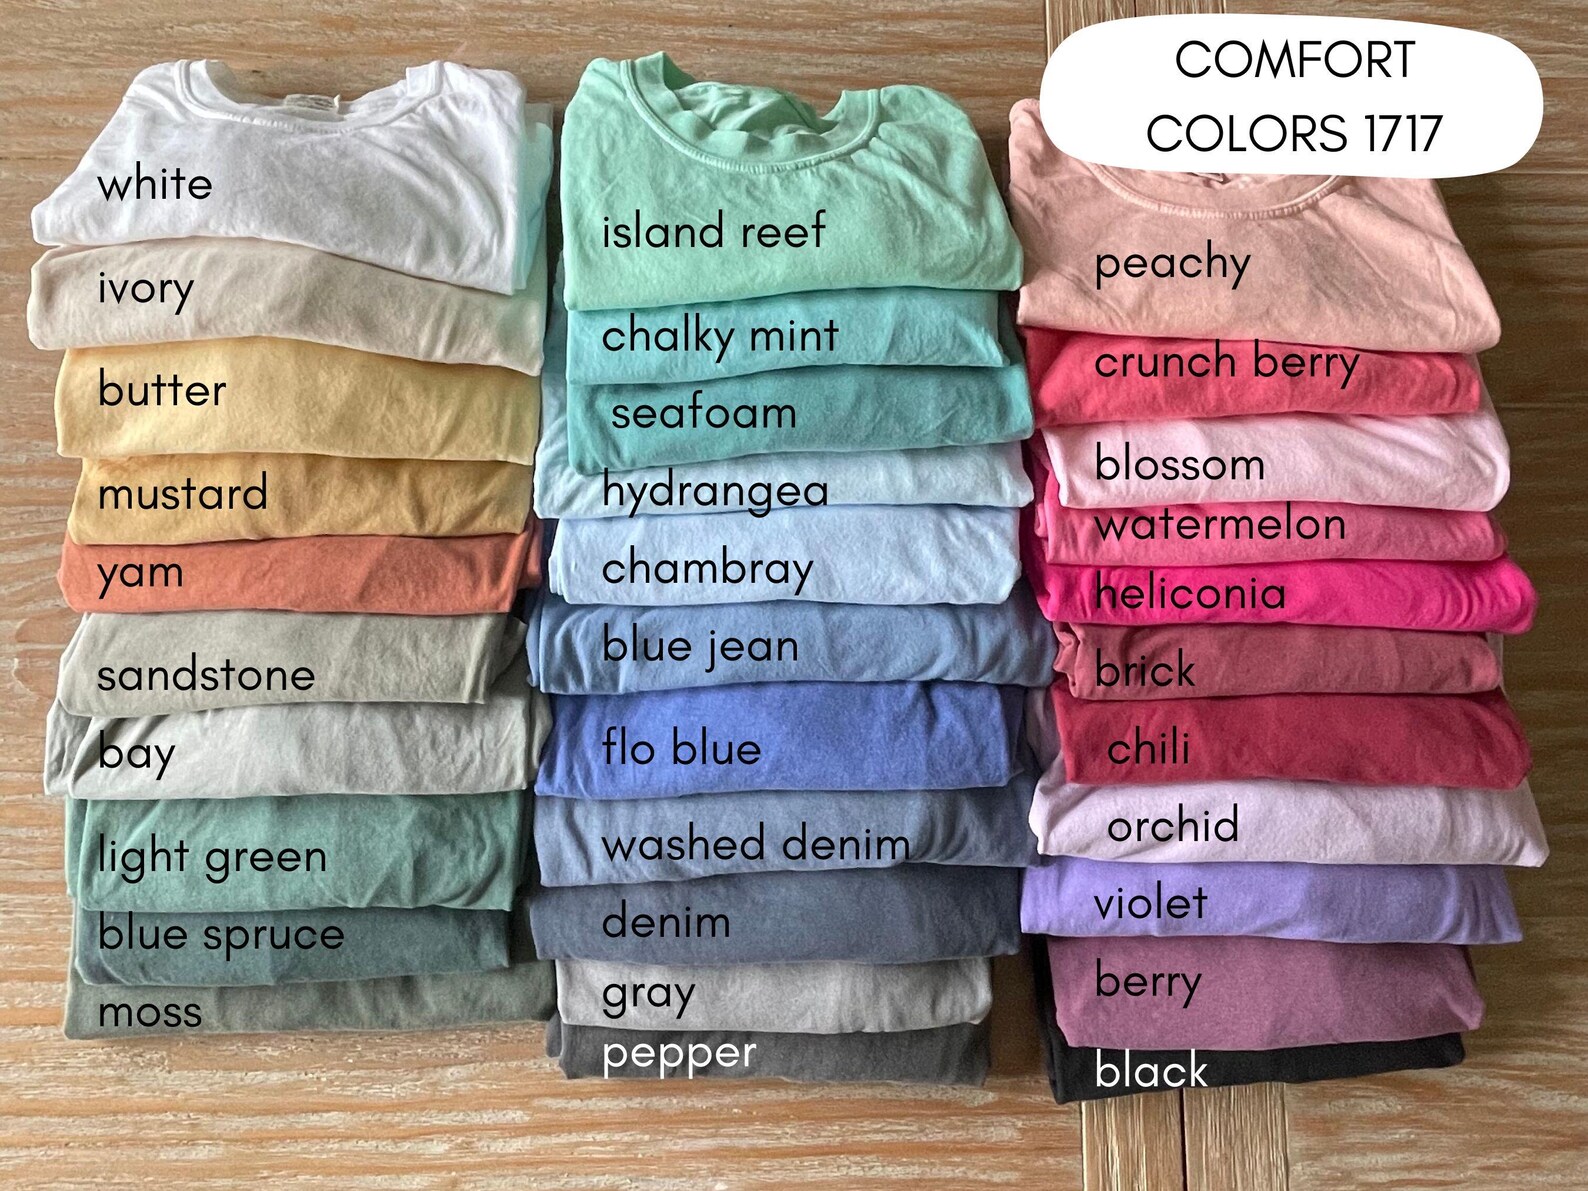 COMFORT
COLORS 1717
white
ivory
butter
mustard
yam
sandstone
bay
light green
blue spruce
moss
island reef
chalky mint
seafoam
hydrangea
chambray
blue jean
flo blue
washed denim
denim
gray
pepper
peachy
crunch berry
blossom
watermelon
heliconia
brick
chili
orchid
violet
berry
black